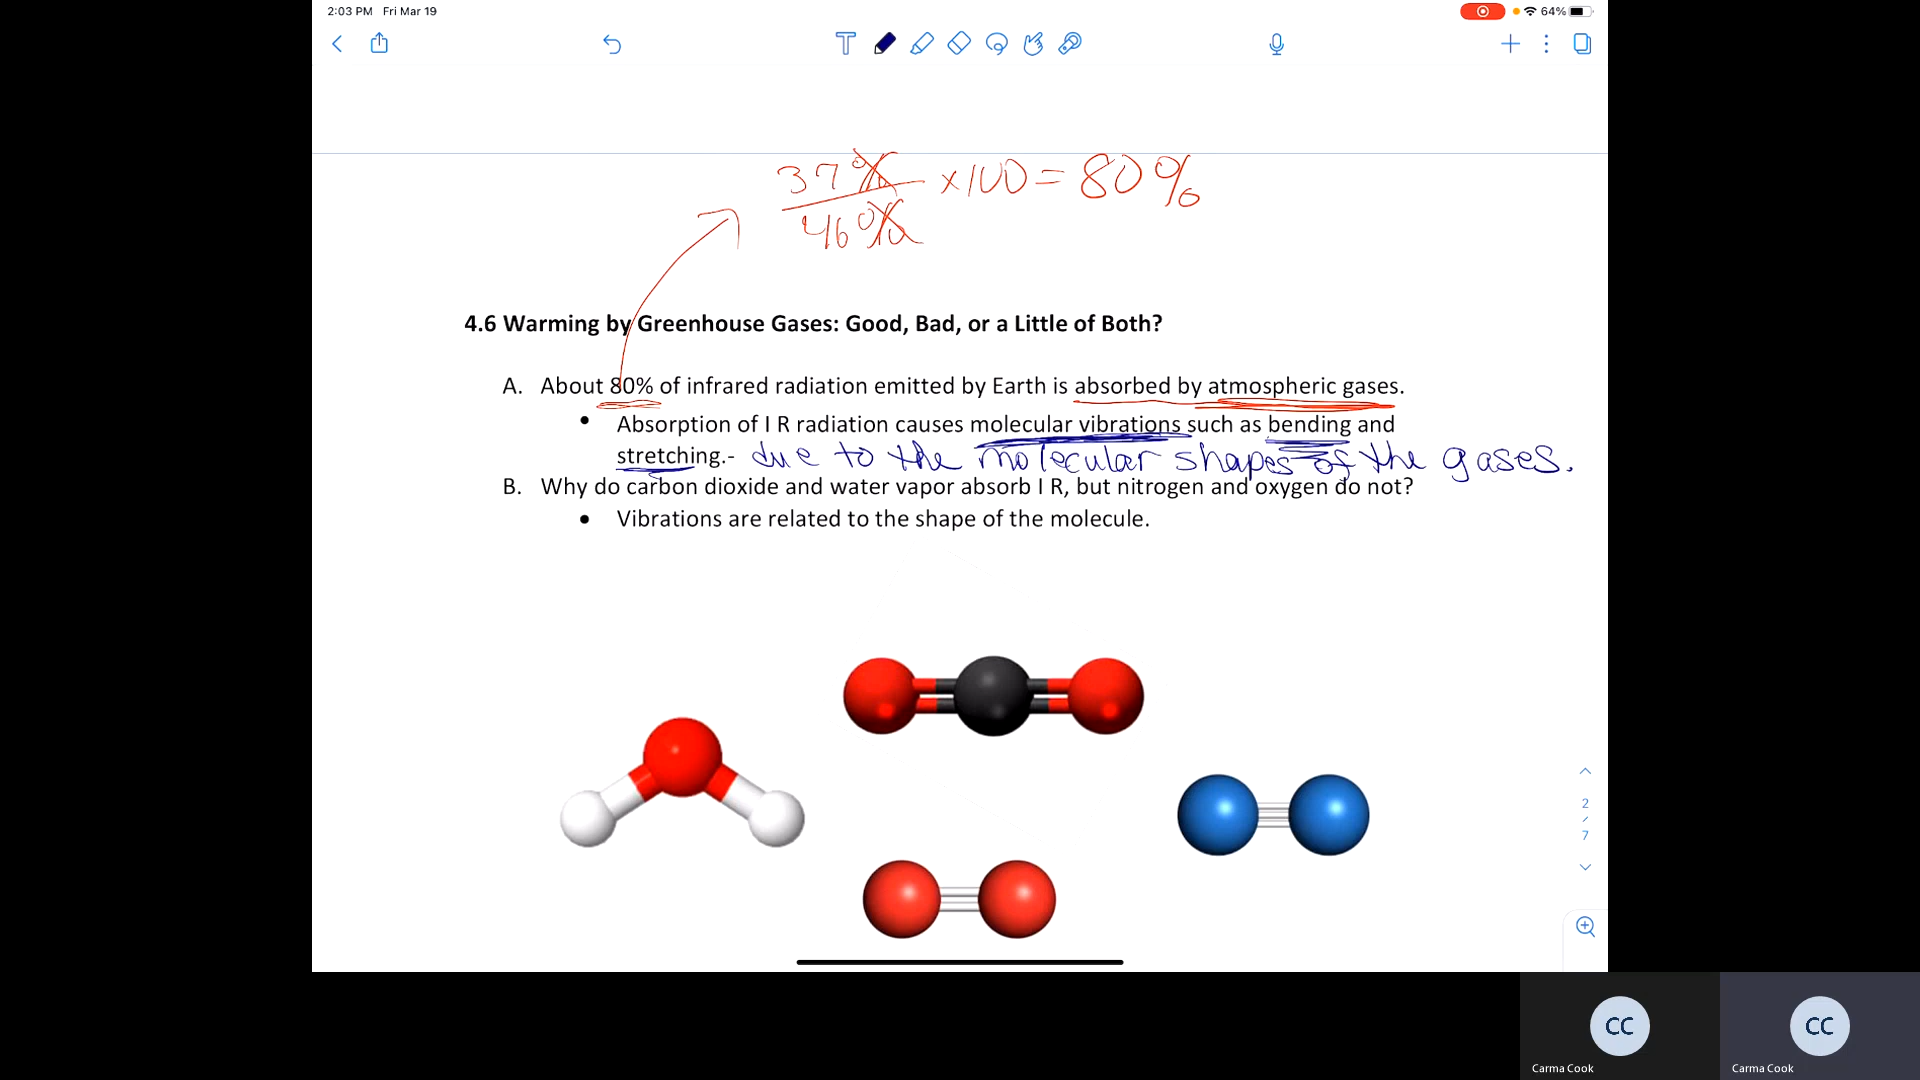 2:03 PM Fri Mar 19
64%
T
37% x100 = 80%
46%
4.6 Warming by Greenhouse Gases: Good, Bad, or a Little of Both?
A. About 80% of infrared radiation emitted by Earth is absorbed by atmospheric gases.
• Absorption of I R radiation causes molecular vibrations such as bending and
stretching.- due to the molecular shapes of the gases.
B. Why do carbon dioxide and water vapor absorb I R, but nitrogen and oxygen do not?
• Vibrations are related to the shape of the molecule.
2
/
7
CC CC
Carma Cook Carma Cook